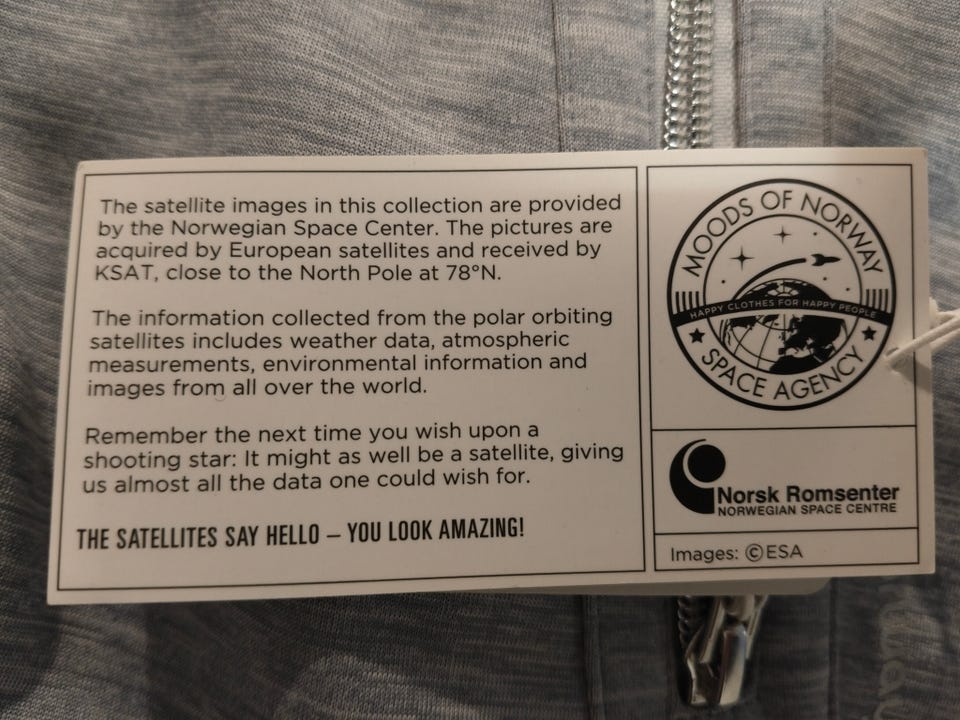 The satellite images in this collection are provided
by the Norwegian Space Center. The pictures are
acquired by European satellites and received by
KSAT, close to the North Pole at 78°N.
The information collected from the polar orbiting
satellites includes weather data, atmospheric
measurements, environmental information and
images from all over the world.
Remember the next time you wish upon a
shooting star: It might as well be a satellite, giving
us almost all the data one could wish for.
THE SATELLITES SAY HELLO – YOU LOOK AMAZING!
MOODS OF NORWAY
HAPPY CLOTHES FOR HAPPY PEOPLE
SPACE AGENCY
Norsk Romsenter
NORWEGIAN SPACE CENTRE
Images: ©ESA